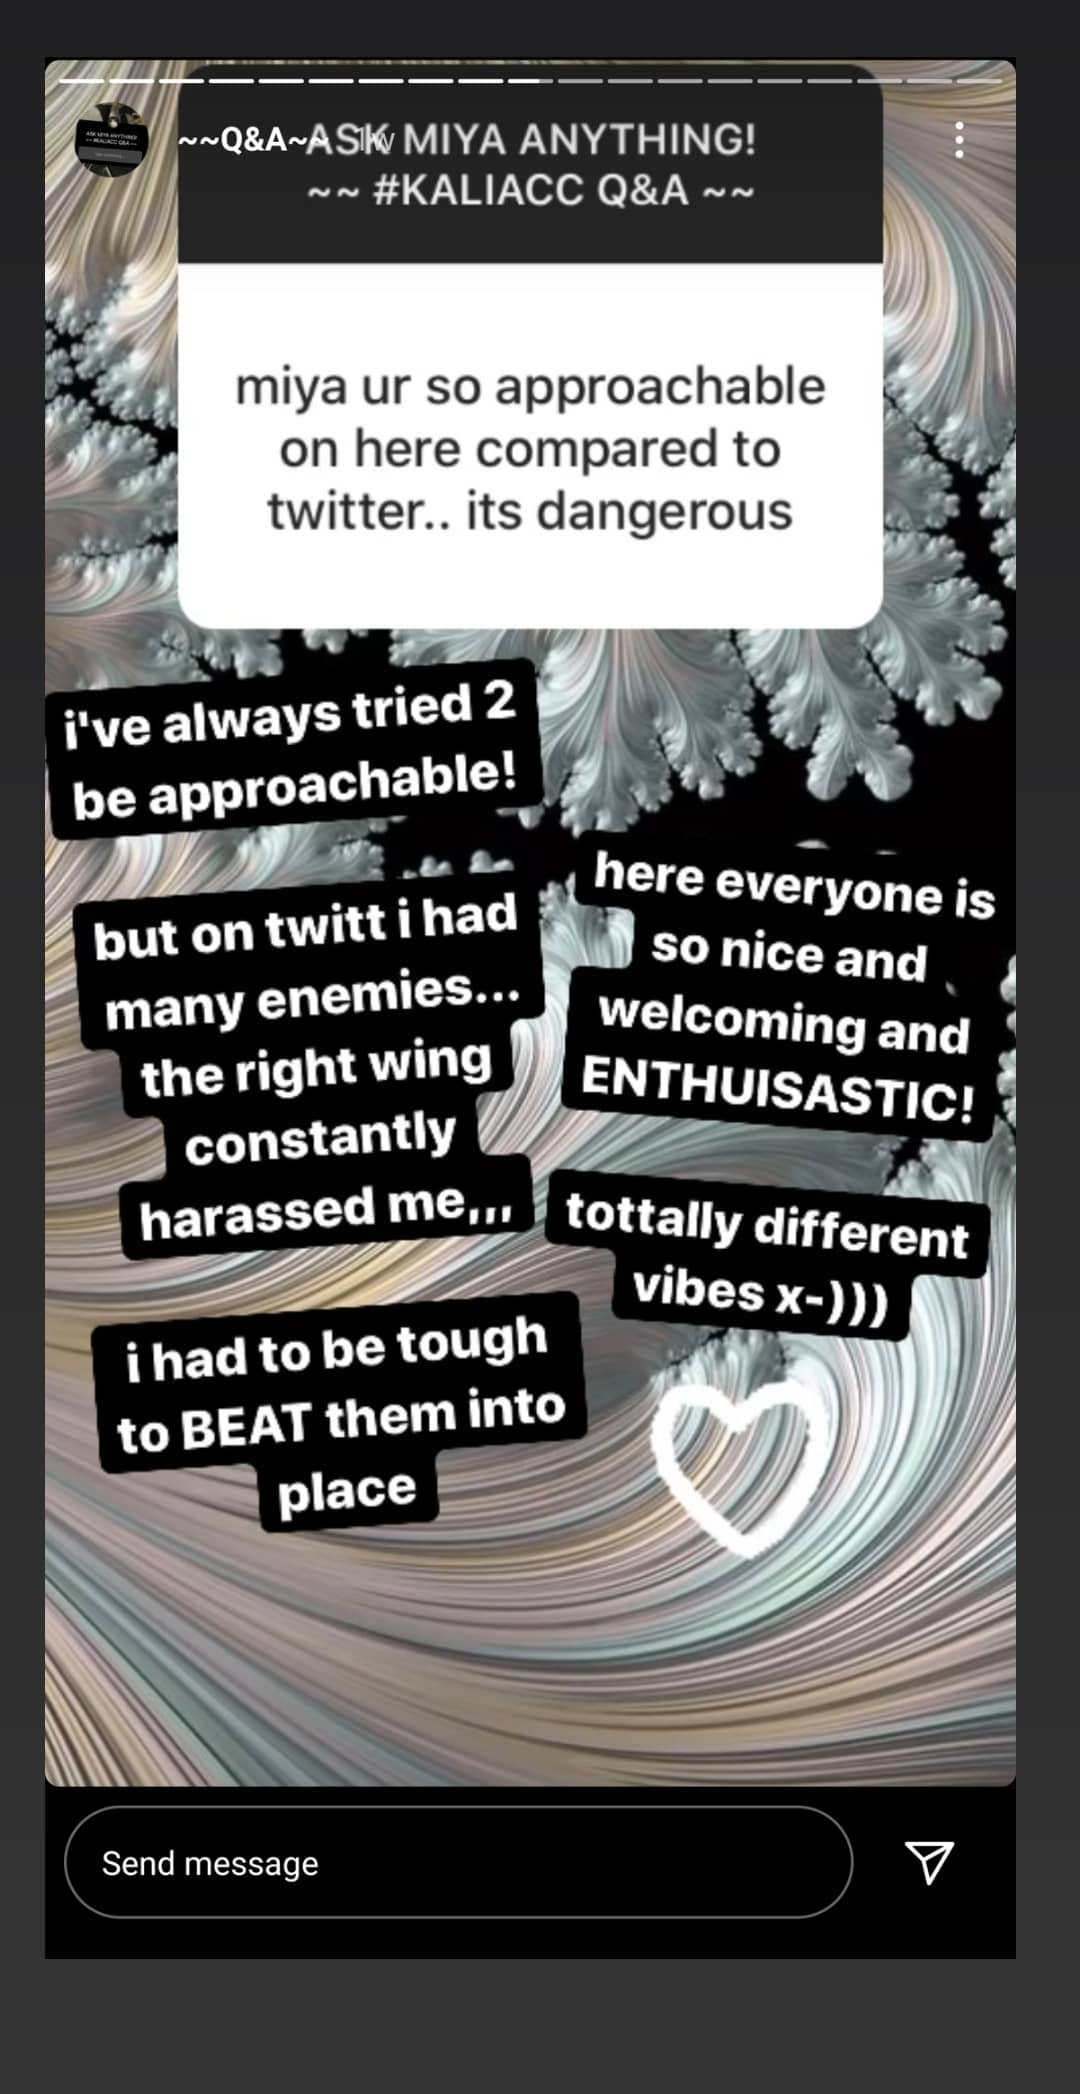 ~~Q&A~~ 1w
ASK MIYA ANYTHING!
~~ #KALIACC Q&A ~~
miya ur so approachable
on here compared to
twitter.. its dangerous
i've always tried 2
be approachable!
but on twitt i had
many enemies...
the right wing
constantly
harassed me,,,
i had to be tough
to BEAT them into
place
here everyone is
so nice and
welcoming and
ENTHUISASTIC!
tottally different
vibes x-)))
Send message